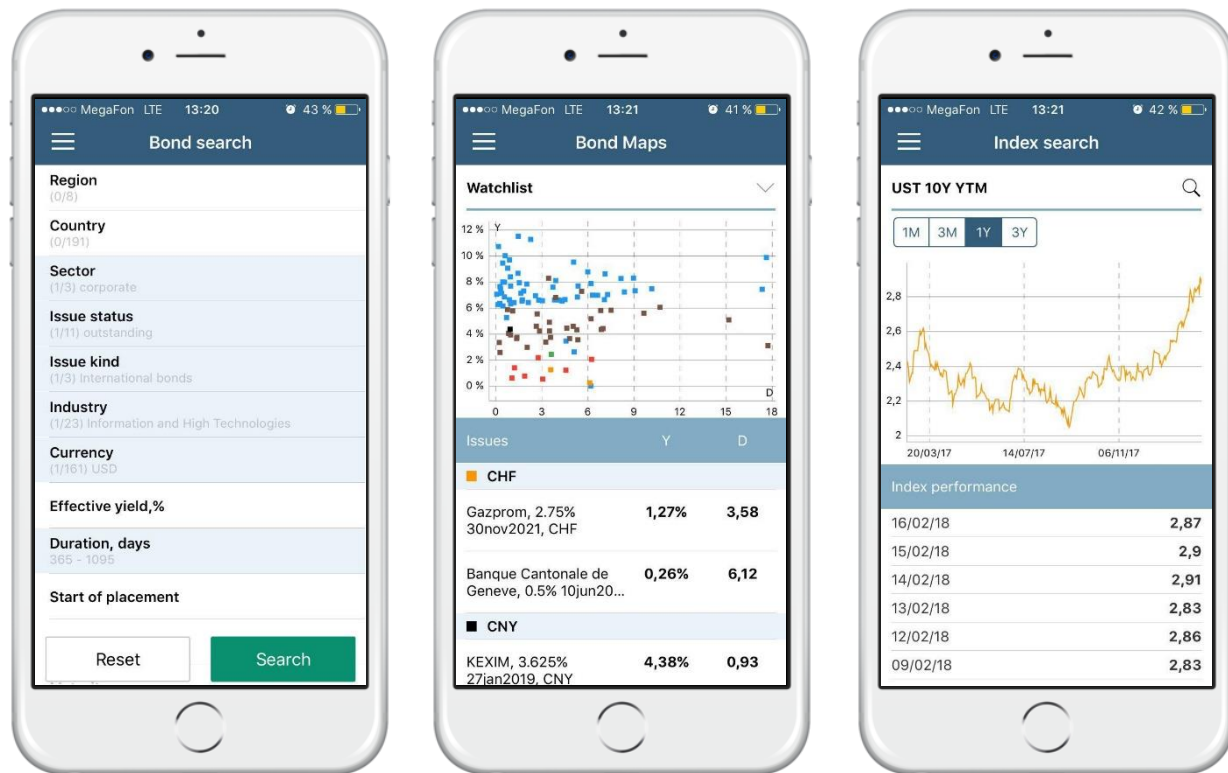 MegaFon LTE 13:20 43 %
Bond search
Region
(0/8)
Country
(0/191)
Sector
(1/3) corporate
Issue status
(1/11) outstanding
Issue kind
(1/3) International bonds
Industry
(1/23) Information and High Technologies
Currency
(1/161) USD
Effective yield,%
Duration, days
365 - 1095
Start of placement
Reset Search
MegaFon LTE 13:21 41 %
Bond Maps
Watchlist
12 % Y
10 %
8 %
6 %
4 %
2 %
0 %
D
0 3 6 9 12 15 18
Issues Y D
CHF
Gazprom, 2.75% 1,27% 3,58
30nov2021, CHF
Banque Cantonale de 0,26% 6,12
Geneve, 0.5% 10jun20...
CNY
KEXIM, 3.625% 4,38% 0,93
27jan2019, CNY
MegaFon LTE 13:21 42 %
Index search
UST 10Y YTM
1M 3M 1Y 3Y
2,8
2,6
2,4
2,2
2
20/03/17 14/07/17 06/11/17
Index performance
16/02/18 2,87
15/02/18 2,9
14/02/18 2,91
13/02/18 2,83
12/02/18 2,86
09/02/18 2,83